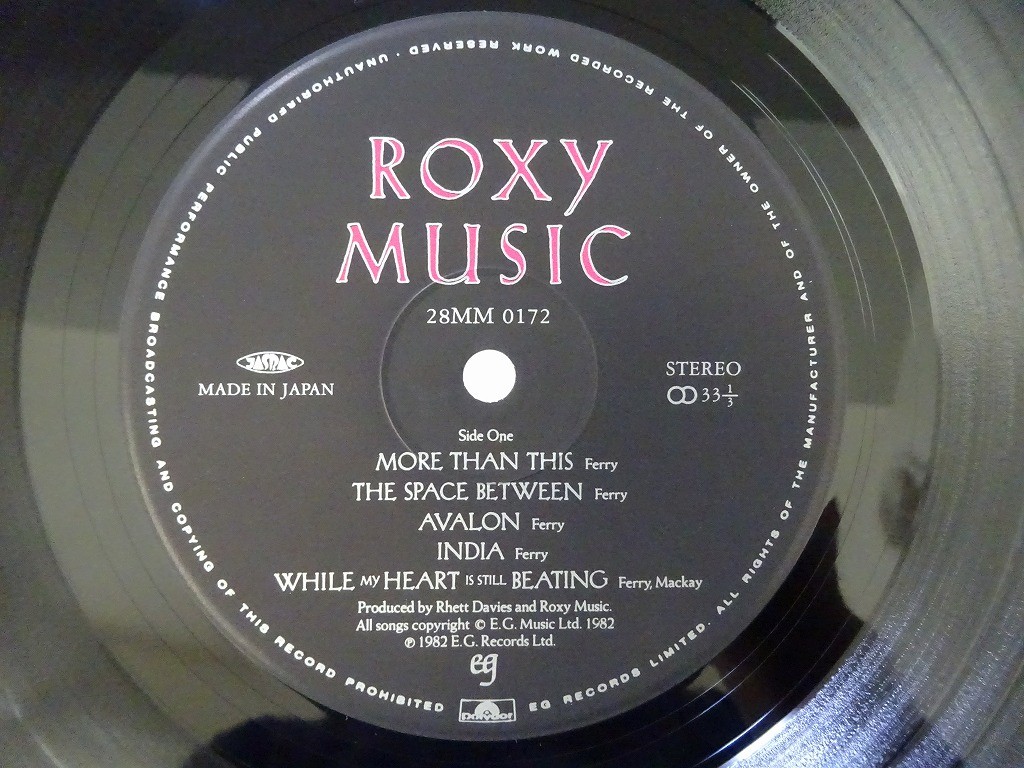 ROXY
MUSIC
28MM 0172
JASRAC
MADE IN JAPAN
STEREO
33 1/3
Side One
MORE THAN THIS Ferry
THE SPACE BETWEEN Ferry
AVALON Ferry
INDIA Ferry
WHILE MY HEART IS STILL BEATING Ferry, Mackay
Produced by Rhett Davies and Roxy Music.
All songs copyright © E.G. Music Ltd. 1982
℗ 1982 E.G. Records Ltd.
eg
polydor
EG RECORDS LIMITED. ALL RIGHTS OF THE MANUFACTURER AND OF THE OWNER OF THE RECORDED WORK RESERVED · UNAUTHORISED PUBLIC PERFORMANCE BROADCASTING AND COPYING OF THIS RECORD PROHIBITED